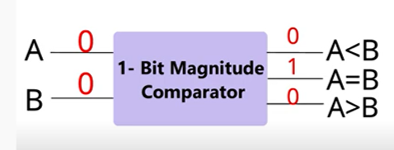 A 0
0 A<B
1- Bit Magnitude
1 A=B
Comparator
B 0
0 A>B